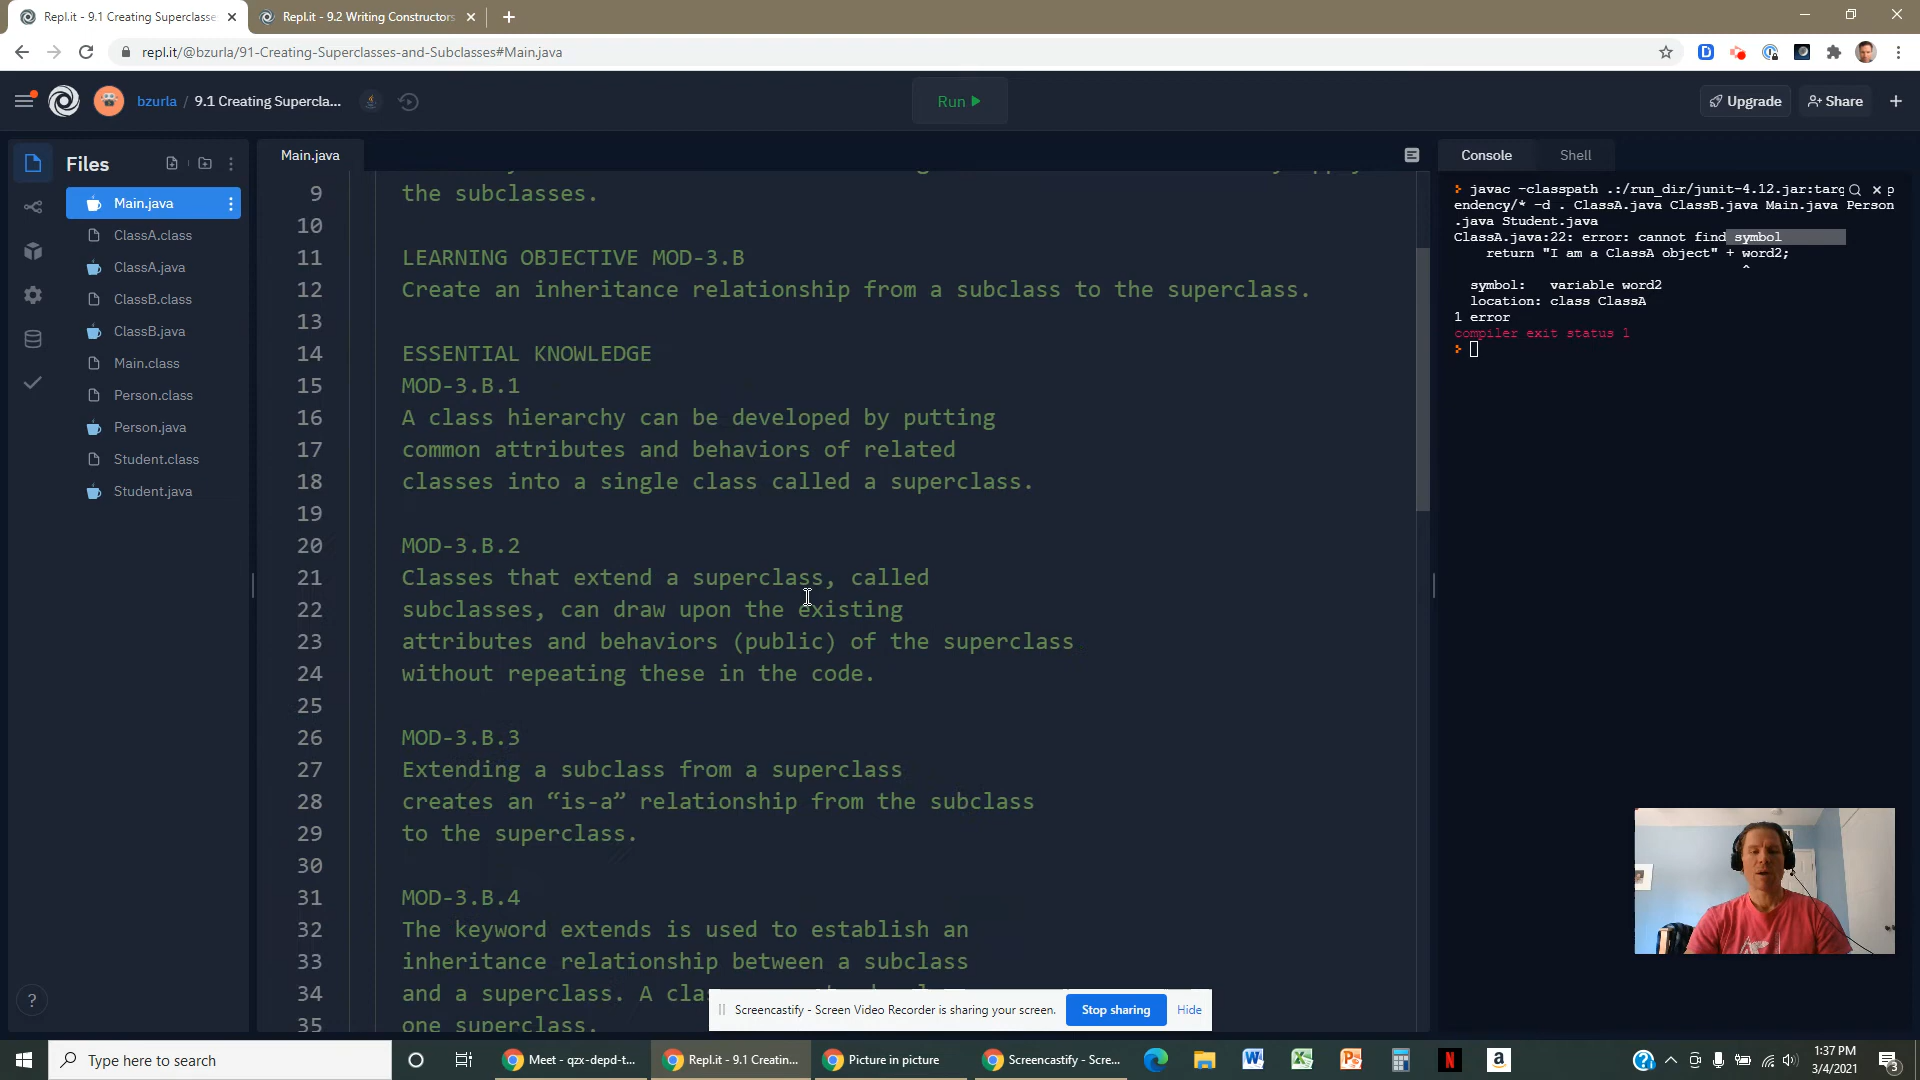 Repl.it - 9.1 Creating Superclasse
Repl.it - 9.2 Writing Constructors
repl.it/@bzurla/91-Creating-Superclasses-and-Subclasses#Main.java
bzurla / 9.1 Creating Supercla...
Run
Upgrade
Share
Files
Main.java
ClassA.class
ClassA.java
ClassB.class
ClassB.java
Main.class
Person.class
Person.java
Student.class
Student.java
Main.java
9 the subclasses.
10
11 LEARNING OBJECTIVE MOD-3.B
12 Create an inheritance relationship from a subclass to the superclass.
13
14 ESSENTIAL KNOWLEDGE
15 MOD-3.B.1
16 A class hierarchy can be developed by putting
17 common attributes and behaviors of related
18 classes into a single class called a superclass.
19
20 MOD-3.B.2
21 Classes that extend a superclass, called
22 subclasses, can draw upon the existing
23 attributes and behaviors (public) of the superclass
24 without repeating these in the code.
25
26 MOD-3.B.3
27 Extending a subclass from a superclass
28 creates an “is-a” relationship from the subclass
29 to the superclass.
30
31 MOD-3.B.4
32 The keyword extends is used to establish an
33 inheritance relationship between a subclass
34 and a superclass. A cla
35 one superclass.
Console
Shell
javac -classpath .:/run_dir/junit-4.12.jar:targ p
endency/* -d . ClassA.java ClassB.java Main.java Person
.java Student.java
ClassA.java:22: error: cannot find symbol
return "I am a ClassA object" + word2;
^
symbol: variable word2
location: class ClassA
1 error
compiler exit status 1
Screencastify - Screen Video Recorder is sharing your screen.
Stop sharing
Hide
?
Type here to search
Meet - qzx-depd-t...
Repl.it - 9.1 Creatin...
Picture in picture
Screencastify - Scre...
1:37 PM
3/4/2021
3